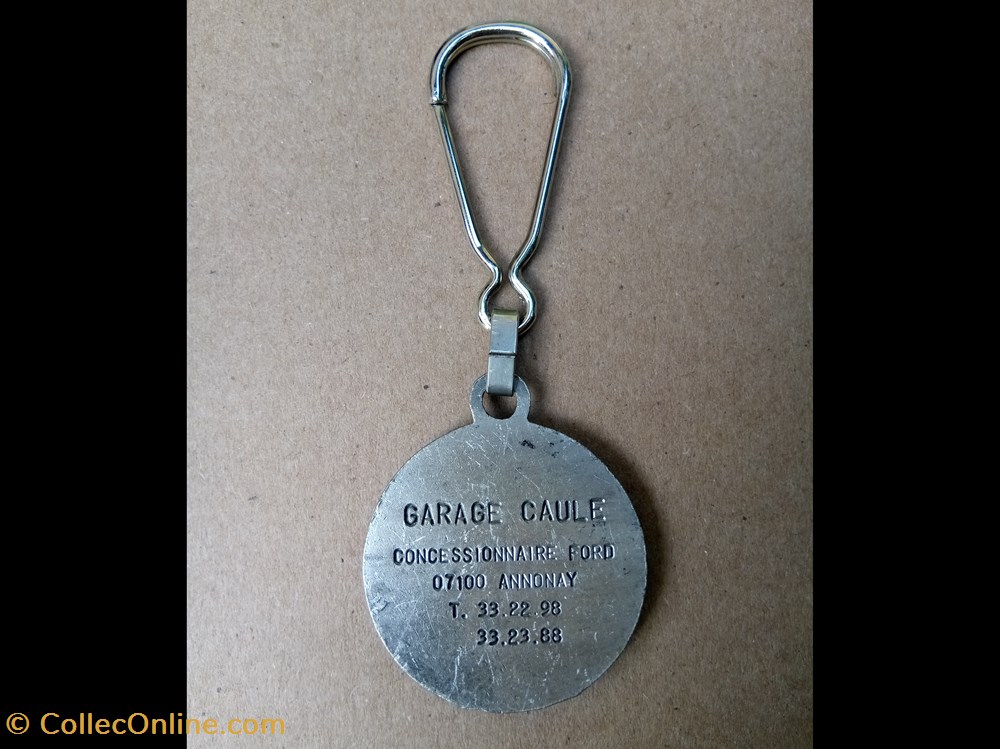 GARAGE CAULE
CONCESSIONNAIRE FORD
07100 ANNONAY
T. 33.22.98
33.23.88
© CollecOnline.com